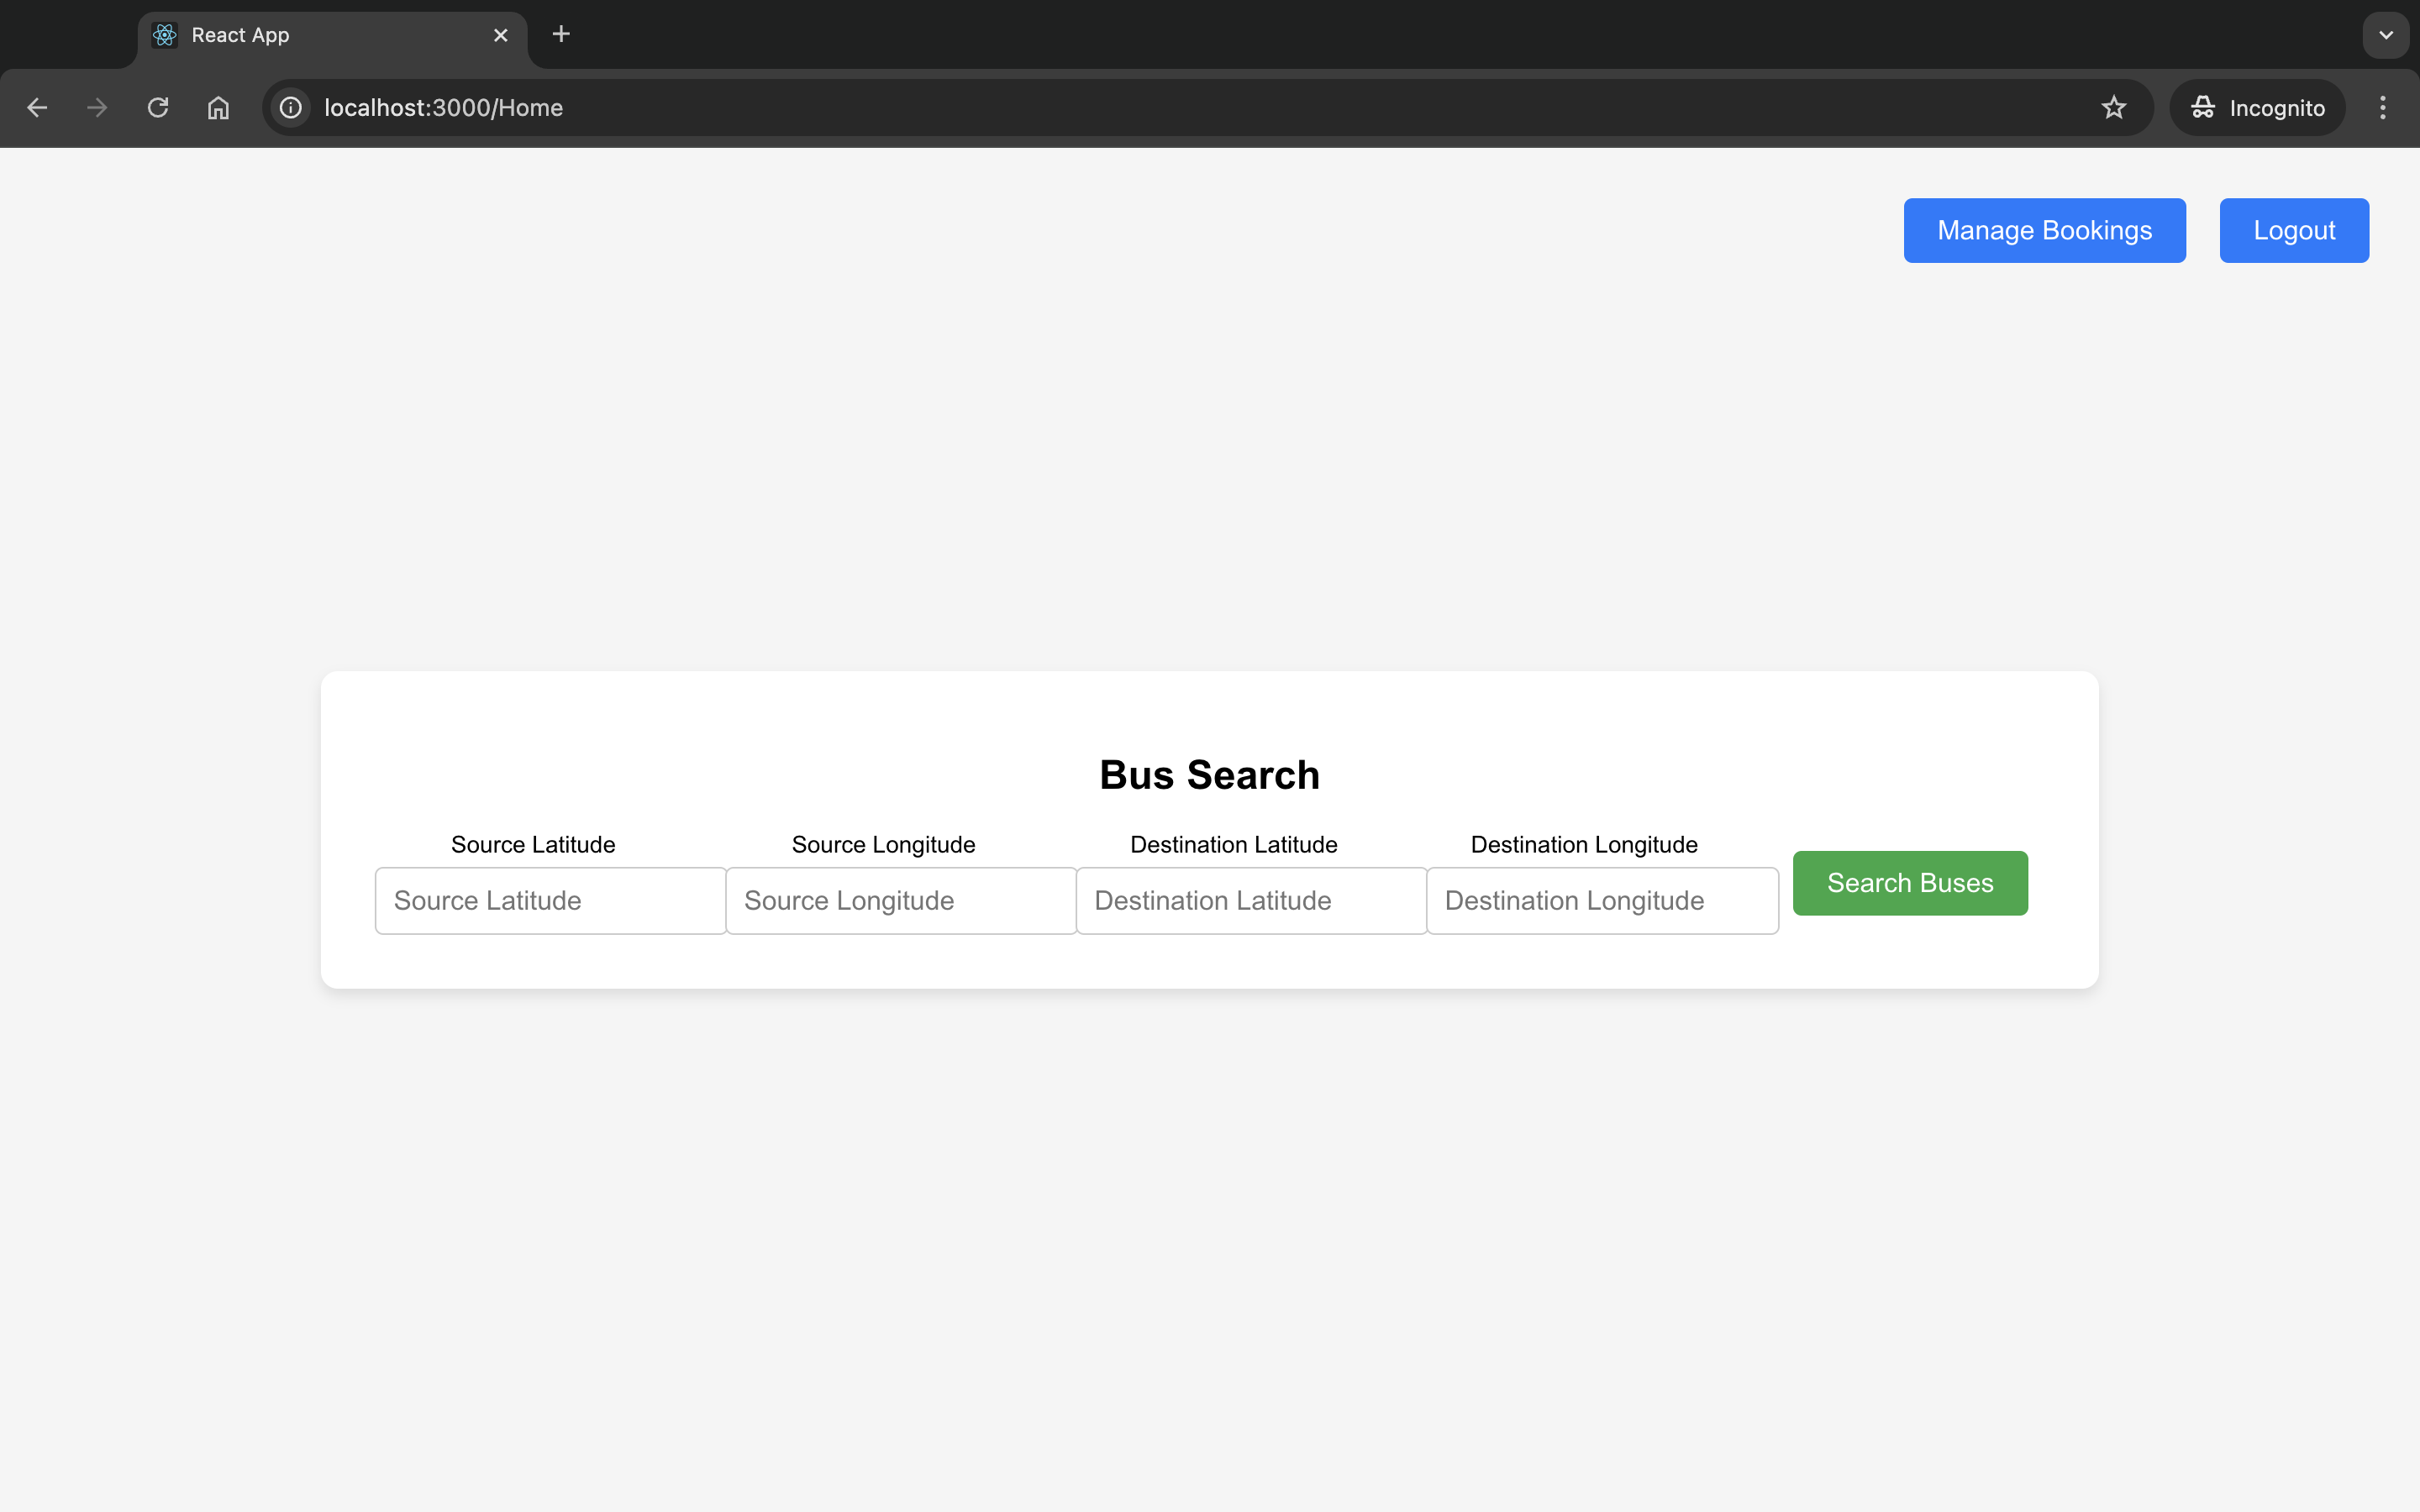 React App
localhost:3000/Home
Incognito
Manage Bookings
Logout
Bus Search
Source Latitude
Source Longitude
Destination Latitude
Destination Longitude
Source Latitude
Source Longitude
Destination Latitude
Destination Longitude
Search Buses